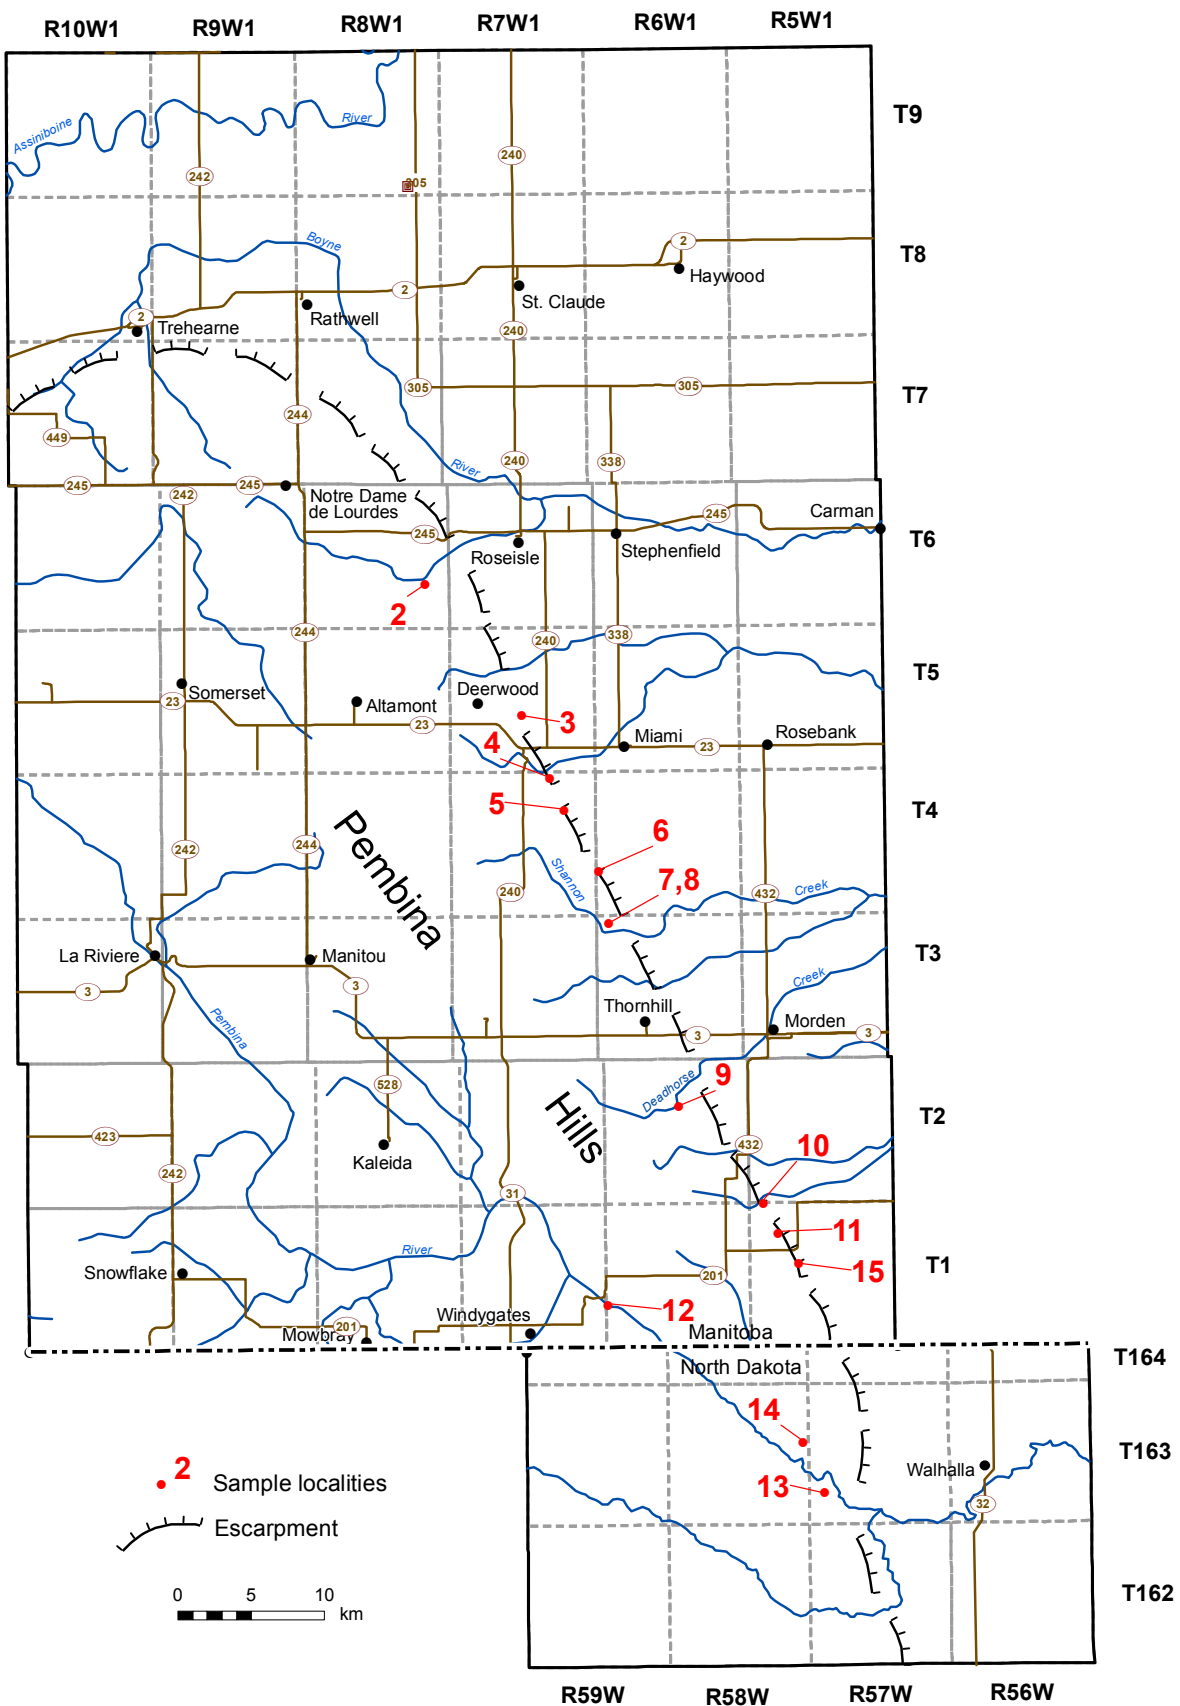 R10W1 R9W1 R8W1 R7W1 R6W1 R5W1
T9
Assiniboine River
240
242
305
Boyne
2
T8
Haywood
2
St. Claude
2
Rathwell
Trehearne
240
305
305
T7
244
449
338
240
River
245
242
245
Notre Dame
de Lourdes
245
Carman
245
Roseisle
Stephenfield
T6
2
244
240
338
T5
Somerset
Deerwood
Altamont
23
3
23
4
Miami
23
Rosebank
5
T4
Pembina
6
242
244
Shannon
7,8
240
432
Creek
La Riviere
Manitou
T3
3
3
Creek
Pembina
Thornhill
3
Morden
3
528
Deadhorse
9
Hills
T2
423
432
10
Kaleida
242
31
11
River
T1
Snowflake
201
15
12
Windygates
Mowbray
201
Manitoba
North Dakota
T164
14
T163
Walhalla
13
32
2
Sample localities
Escarpment
T162
0 5 10
km
R59W R58W R57W R56W